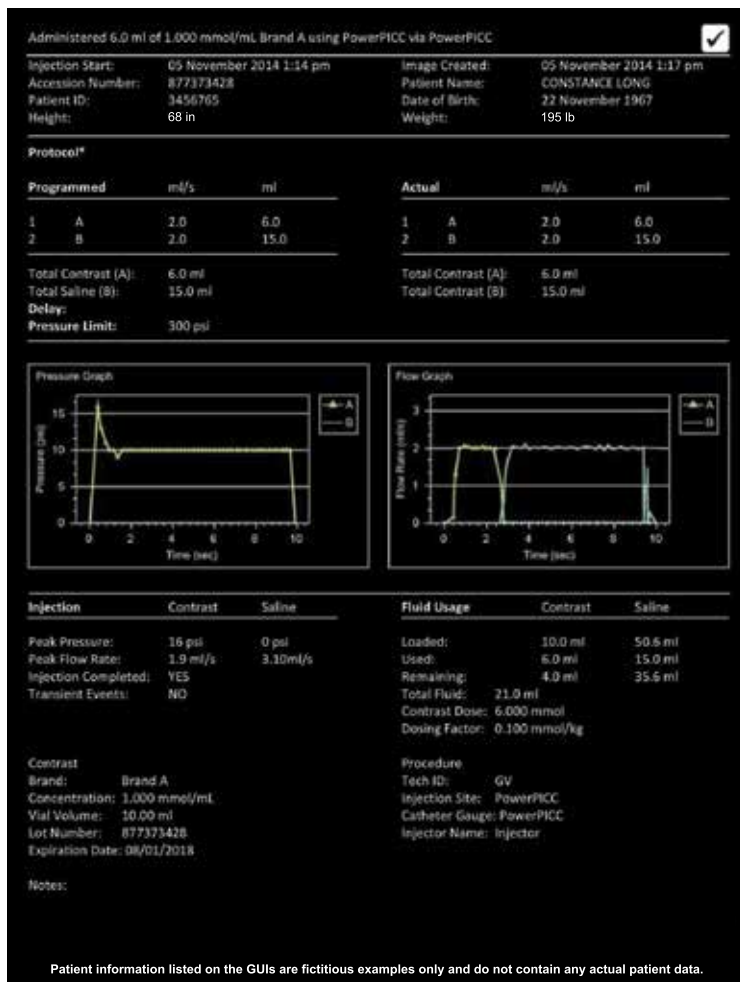 Administered 6.0 ml of 1.000 mmol/mL Brand A using PowerPICC via PowerPICC
Injection Start: 05 November 2014 1:14 pm Image Created: 05 November 2014 1:17 pm
Accession Number: 877373428 Patient Name: CONSTANCE LONG
Patient ID: 3456765 Date of Birth: 22 November 1967
Height: 68 in Weight: 195 lb
Protocol*
Programmed ml/s ml Actual ml/s ml
1 A 2.0 6.0 1 A 2.0 6.0
2 B 2.0 15.0 2 B 2.0 15.0
Total Contrast (A): 6.0 ml Total Contrast (A): 6.0 ml
Total Saline (B): 15.0 ml Total Contrast (B): 15.0 ml
Delay:
Pressure Limit: 300 psi
Pressure Graph
A
B
15
10
5
0
Pressure (psi)
0 2 4 6 8 10
Time (sec)
Flow Graph
A
B
3
2
1
0
Flow Rate (ml/s)
0 2 4 6 8 10
Time (sec)
Injection Contrast Saline Fluid Usage Contrast Saline
Peak Pressure: 16 psi 0 psi Loaded: 10.0 ml 50.6 ml
Peak Flow Rate: 1.9 ml/s 3.10ml/s Used: 6.0 ml 15.0 ml
Injection Completed: YES Remaining: 4.0 ml 35.6 ml
Transient Events: NO Total Fluid: 21.0 ml
Contrast Dose: 6.000 mmol
Dosing Factor: 0.100 mmol/kg
Contrast Procedure
Brand: Brand A Tech ID: GV
Concentration: 1.000 mmol/mL Injection Site: PowerPICC
Vial Volume: 10.00 ml Catheter Gauge: PowerPICC
Lot Number: 877373428 Injector Name: Injector
Expiration Date: 08/01/2018
Notes:
Patient information listed on the GUIs are fictitious examples only and do not contain any actual patient data.